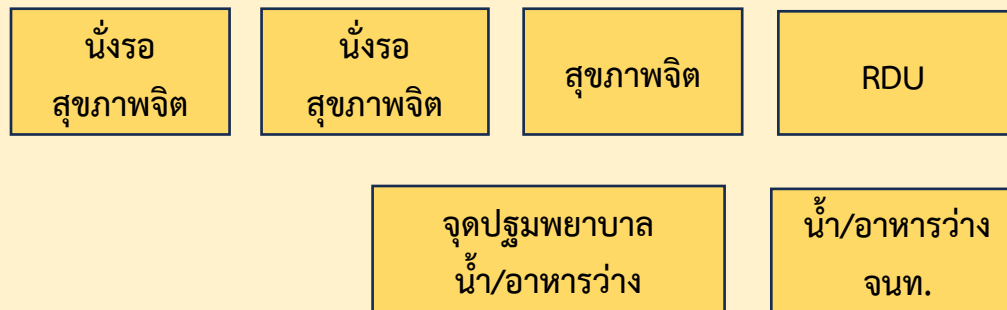 นั่งรอ
สุขภาพจิต
นั่งรอ
สุขภาพจิต
สุขภาพจิต
RDU
จุดปฐมพยาบาล
น้ำ/อาหารว่าง
น้ำ/อาหารว่าง
จนท.